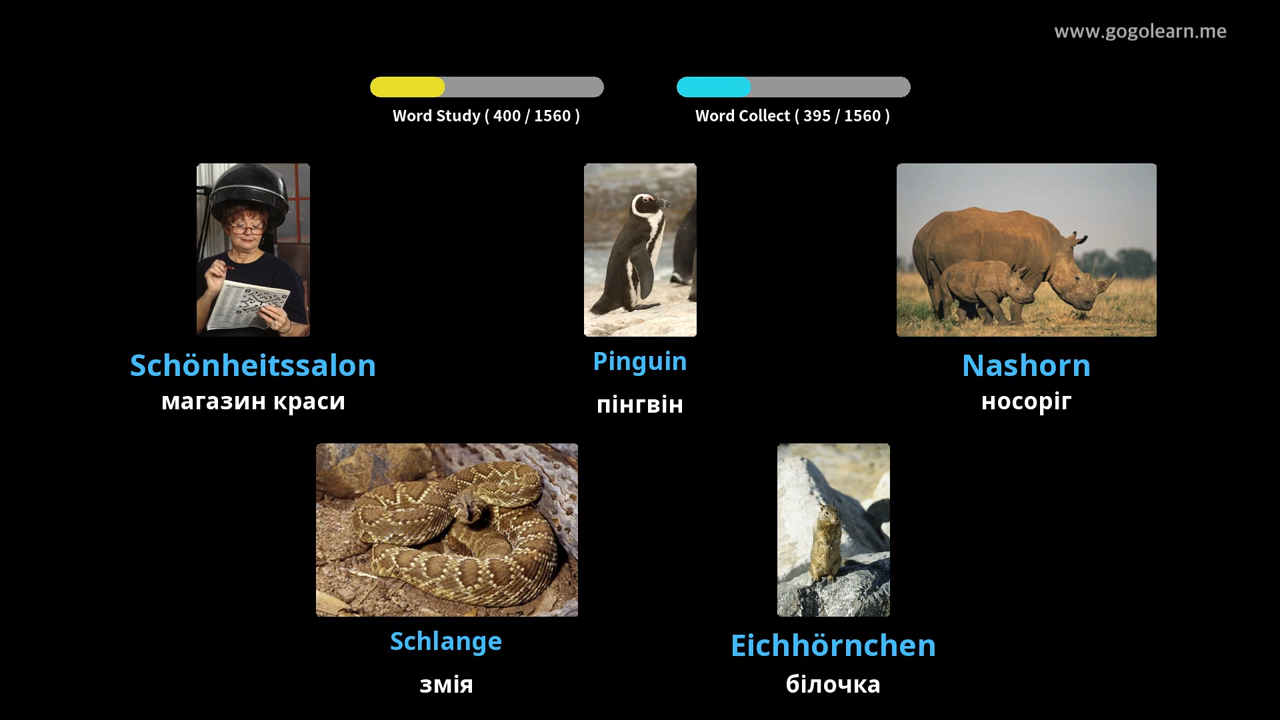 www.gogolearn.me
Word Study ( 400 / 1560 )
Word Collect ( 395 / 1560 )
Schönheitssalon
магазин краси
Pinguin
пінгвін
Nashorn
носоріг
Schlange
змія
Eichhörnchen
білочка